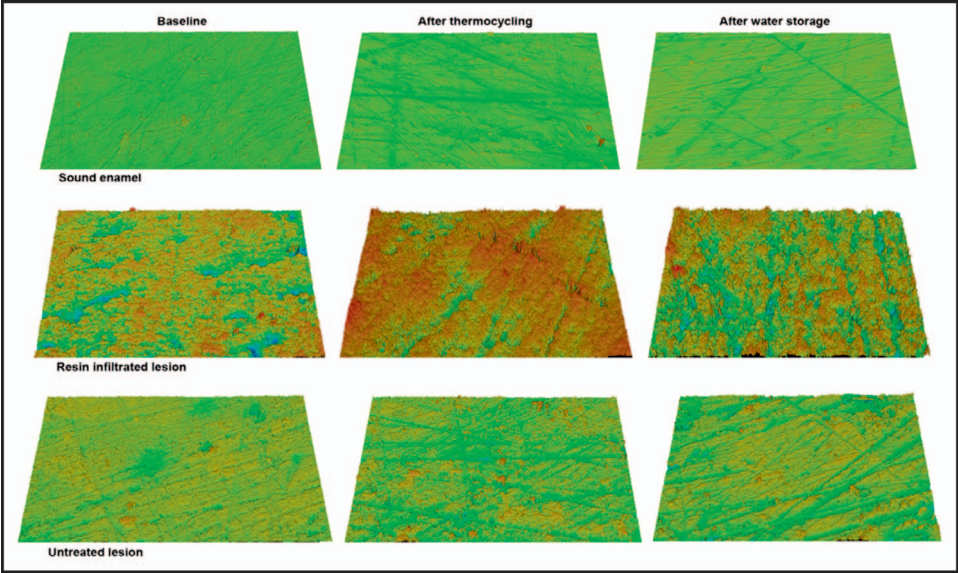 Baseline
After thermocycling
After water storage
Sound enamel
Resin infiltrated lesion
Untreated lesion